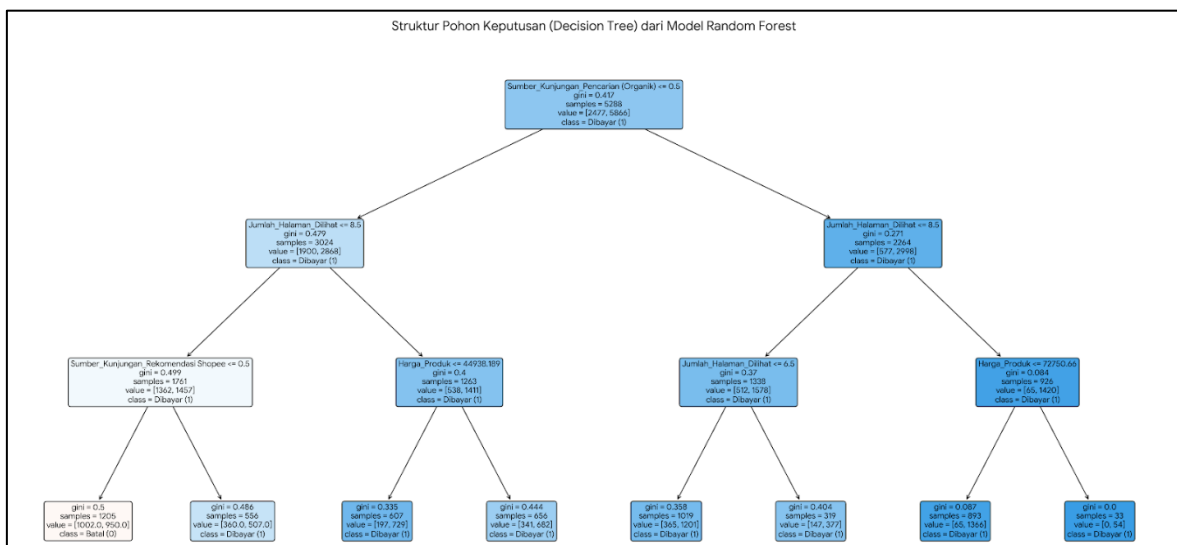 Struktur Pohon Keputusan (Decision Tree) dari Model Random Forest
Sumber_Kunjungan_Pencarian (Organik) <= 0.5
gini = 0.417
samples = 5288
value = [2477, 5866]
class = Dibayar (1)
Jumlah_Halaman_Dilihat <= 8.5
gini = 0.479
samples = 3024
value = [1900, 2868]
class = Dibayar (1)
Jumlah_Halaman_Dilihat <= 8.5
gini = 0.271
samples = 2264
value = [577, 2998]
class = Dibayar (1)
Sumber_Kunjungan_Rekomendasi Shopee <= 0.5
gini = 0.499
samples = 1761
value = [1362, 1457]
class = Dibayar (1)
Harga_Produk <= 44938.189
gini = 0.4
samples = 1263
value = [538, 1411]
class = Dibayar (1)
Jumlah_Halaman_Dilihat <= 6.5
gini = 0.37
samples = 1338
value = [512, 1578]
class = Dibayar (1)
Harga_Produk <= 72750.66
gini = 0.084
samples = 926
value = [65, 1420]
class = Dibayar (1)
gini = 0.5
samples = 1205
value = [1002.0, 950.0]
class = Batal (0)
gini = 0.486
samples = 556
value = [360.0, 507.0]
class = Dibayar (1)
gini = 0.335
samples = 607
value = [197, 729]
class = Dibayar (1)
gini = 0.444
samples = 656
value = [341, 682]
class = Dibayar (1)
gini = 0.358
samples = 1019
value = [365, 1201]
class = Dibayar (1)
gini = 0.404
samples = 319
value = [147, 377]
class = Dibayar (1)
gini = 0.087
samples = 893
value = [65, 1366]
class = Dibayar (1)
gini = 0.0
samples = 33
value = [0, 54]
class = Dibayar (1)